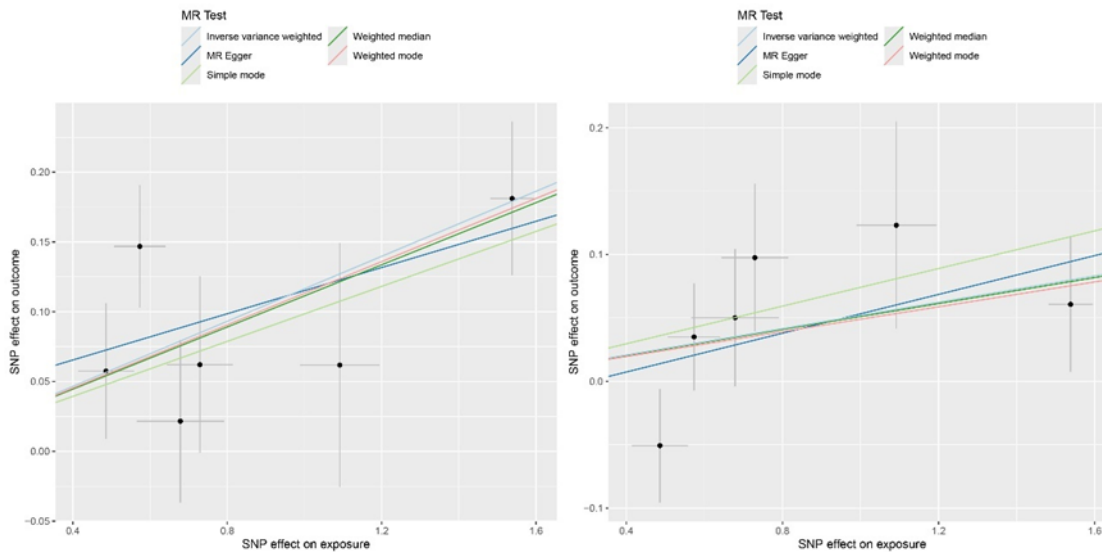 MR Test
Inverse variance weighted
Weighted median
MR Egger
Weighted mode
Simple mode
SNP effect on outcome
0.20
0.15
0.10
0.05
0.00
−0.05
0.4
0.8
1.2
1.6
SNP effect on exposure
MR Test
Inverse variance weighted
Weighted median
MR Egger
Weighted mode
Simple mode
SNP effect on outcome
0.2
0.1
0.0
−0.1
0.4
0.8
1.2
1.6
SNP effect on exposure